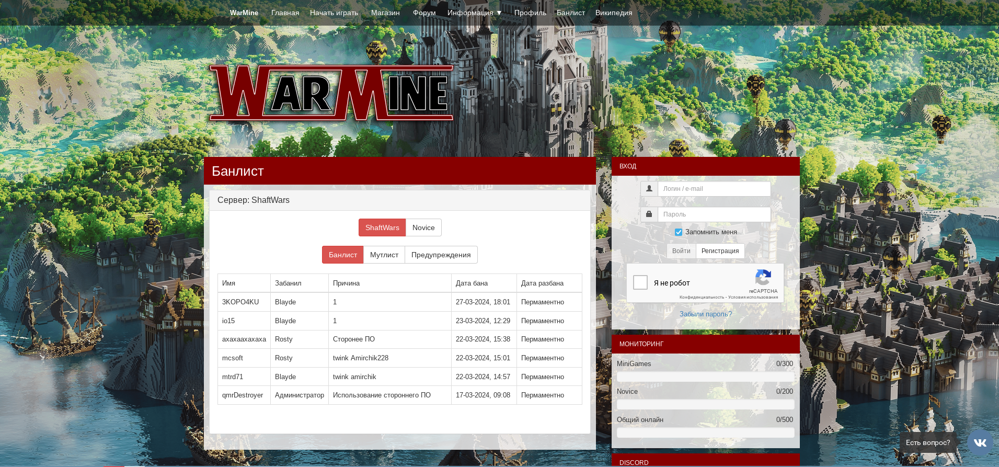 WarMine Главная Начать играть Магазин Форум Информация ▼ Профиль Банлист Википедия
WARMINE
Банлист
Сервер: ShaftWars
ShaftWars Novice
Банлист Мутлист Предупреждения
Имя Забанил Причина Дата бана Дата разбана
3KOPO4KU Blayde 1 27-03-2024, 18:01 Пермаментно
io15 Blayde 1 23-03-2024, 12:29 Пермаментно
axaxaaxaxaxa Rosty Сторонее ПО 22-03-2024, 15:38 Пермаментно
mcsoft Rosty twink Amirchik228 22-03-2024, 15:01 Пермаментно
mtrd71 Blayde twink amirchik 22-03-2024, 14:57 Пермаментно
qmrDestroyer Администратор Использование стороннего ПО 17-03-2024, 09:08 Пермаментно
ВХОД
Логин / e-mail
Пароль
Запомнить меня
Войти Регистрация
Я не робот
reCAPTCHA
Конфиденциальность - Условия использования
Забыли пароль?
МОНИТОРИНГ
MiniGames 0/300
Novice 0/200
Общий онлайн 0/500
Есть вопрос?
DISCORD